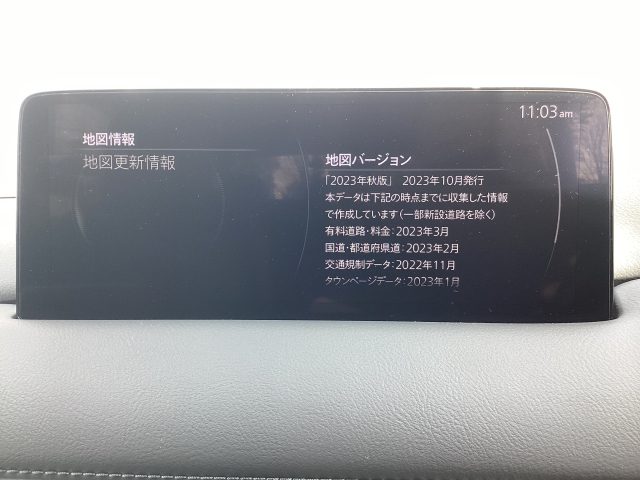 11:03 am
地図情報
地図更新情報
地図バージョン
「2023年秋版」 2023年10月発行
本データは下記の時点までに収集した情報
で作成しています(一部新設道路を除く)
有料道路・料金：2023年3月
国道・都道府県道：2023年2月
交通規制データ：2022年11月
タウンページデータ：2023年1月